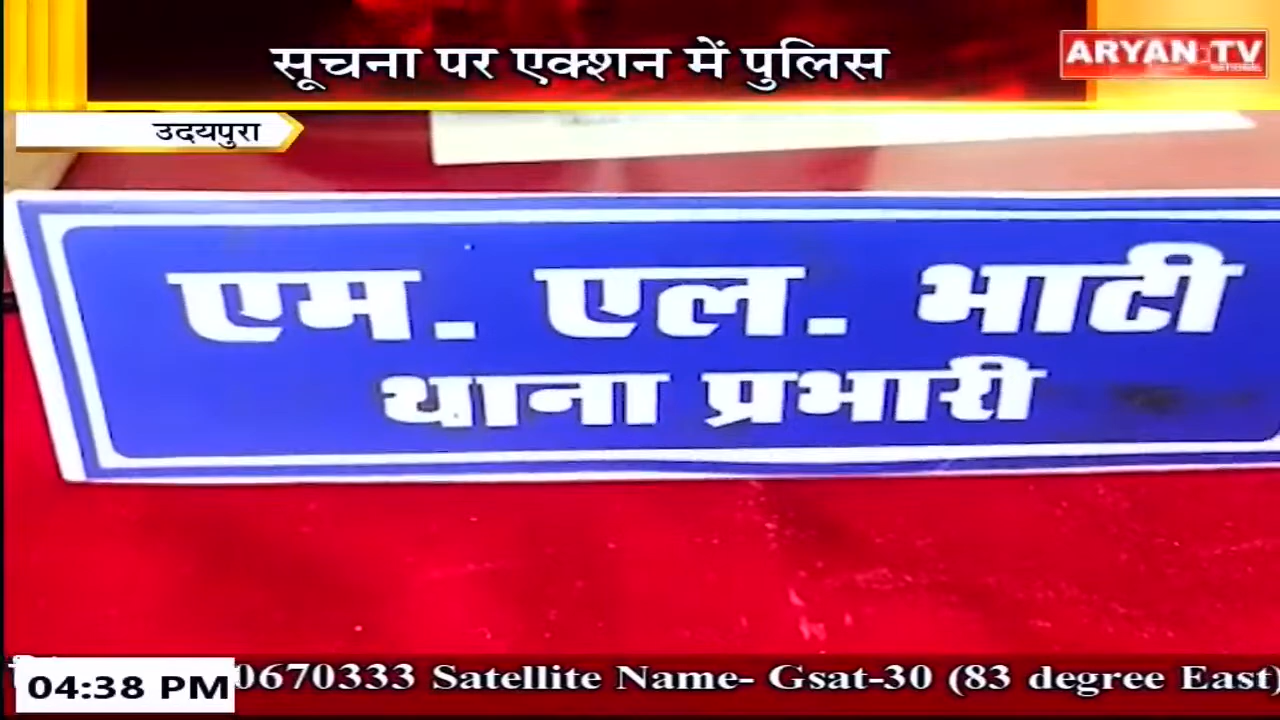 सूचना पर एक्शन में पुलिस
ARYAN TV
उदयपुरा
एम. एल. भाटी
थाना प्रभारी
04:38 PM
0670333 Satellite Name- Gsat-30 (83 degree East)